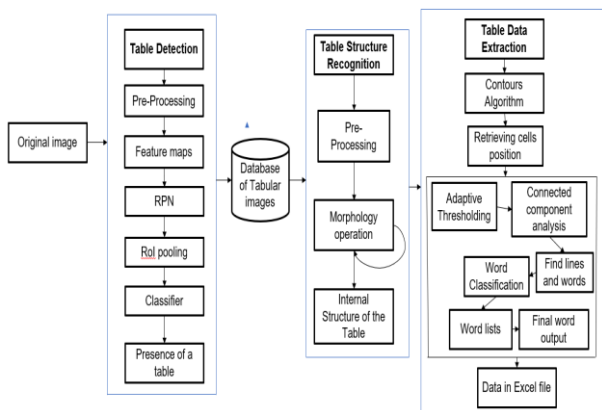 Original image
Table Detection
Pre-Processing
Feature maps
RPN
RoI pooling
Classifier
Presence of a
table
Database
of Tabular
images
Table Structure
Recognition
Pre-
Processing
Morphology
operation
Internal
Structure of the
Table
Table Data
Extraction
Contours
Algorithm
Retrieving cells
position
Adaptive
Thresholding
Connected
component
analysis
Find lines
and words
Word
Classification
Word lists
Final word
output
Data in Excel file